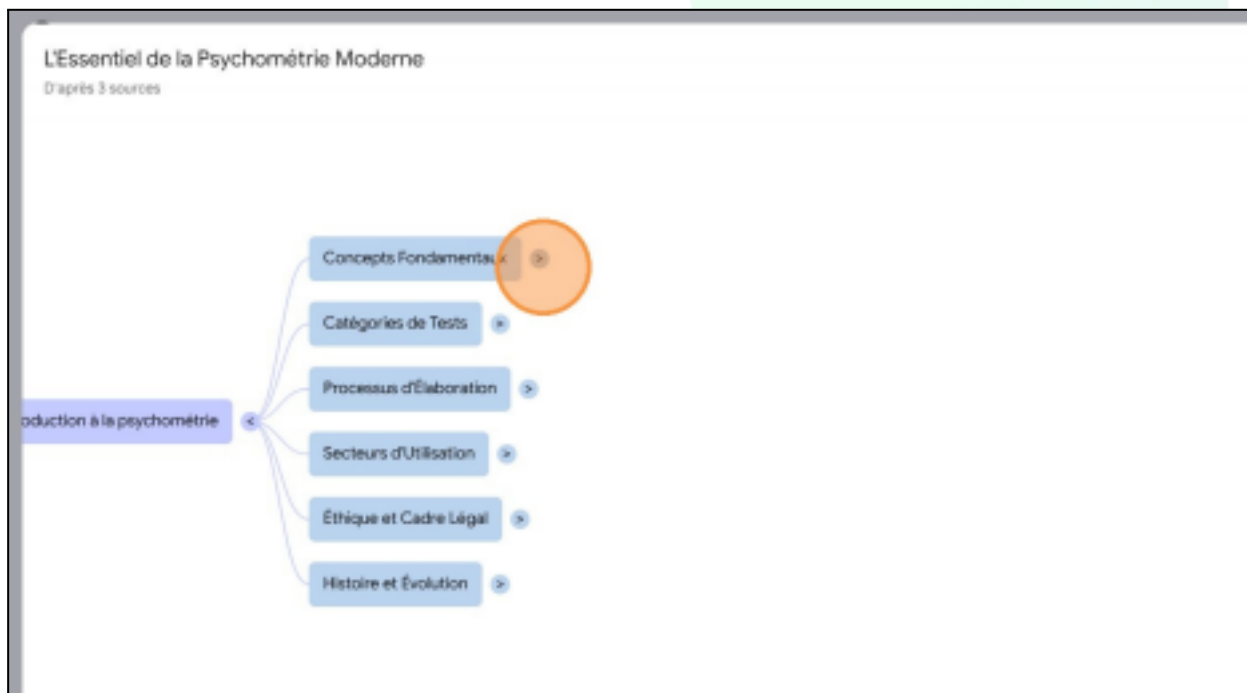 L'Essentiel de la Psychométrie Moderne
D'après 3 sources
Concepts Fondamentaux >
Catégories de Tests >
Processus d'Élaboration >
oduction à la psychométrie <
Secteurs d'Utilisation >
Éthique et Cadre Légal >
Histoire et Évolution >